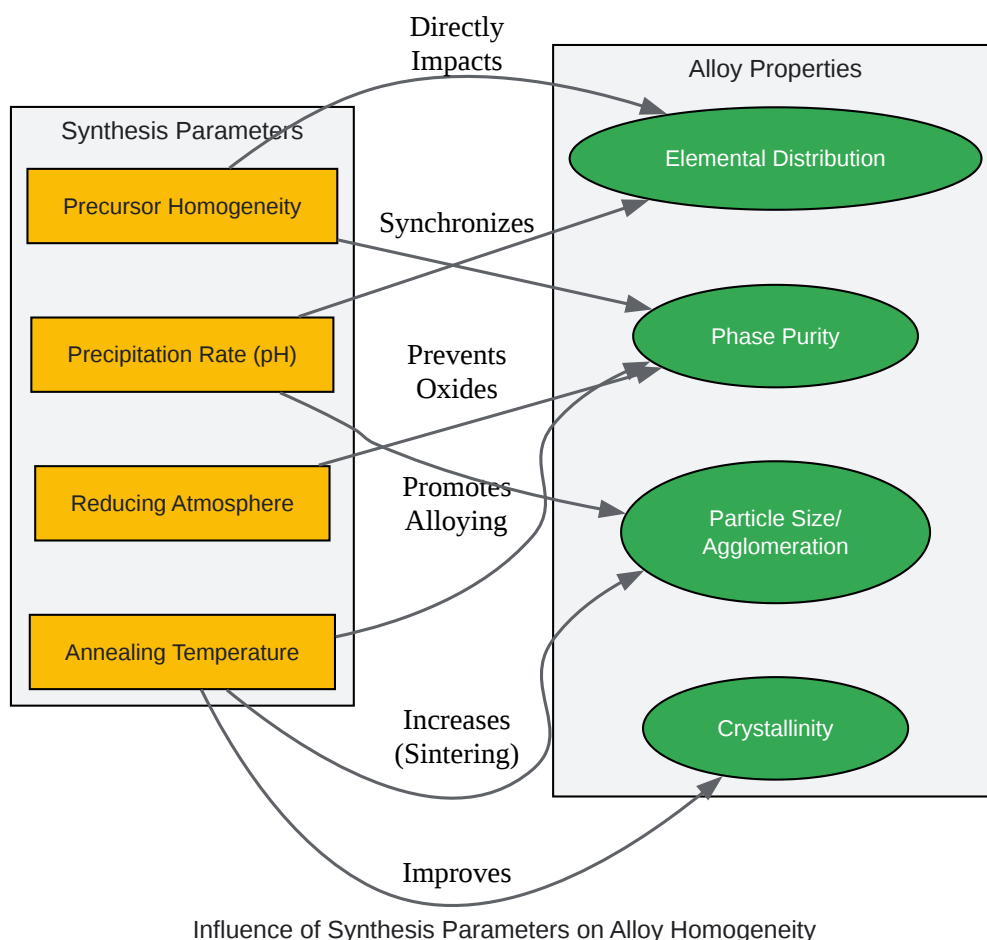 Directly
Impacts
Alloy Properties
Synthesis Parameters
Elemental Distribution
Precursor Homogeneity
Synchronizes
Precipitation Rate (pH)
Phase Purity
Prevents
Oxides
Reducing Atmosphere
Promotes
Alloying
Particle Size/
Agglomeration
Annealing Temperature
Increases
(Sintering)
Crystallinity
Improves
Influence of Synthesis Parameters on Alloy Homogeneity